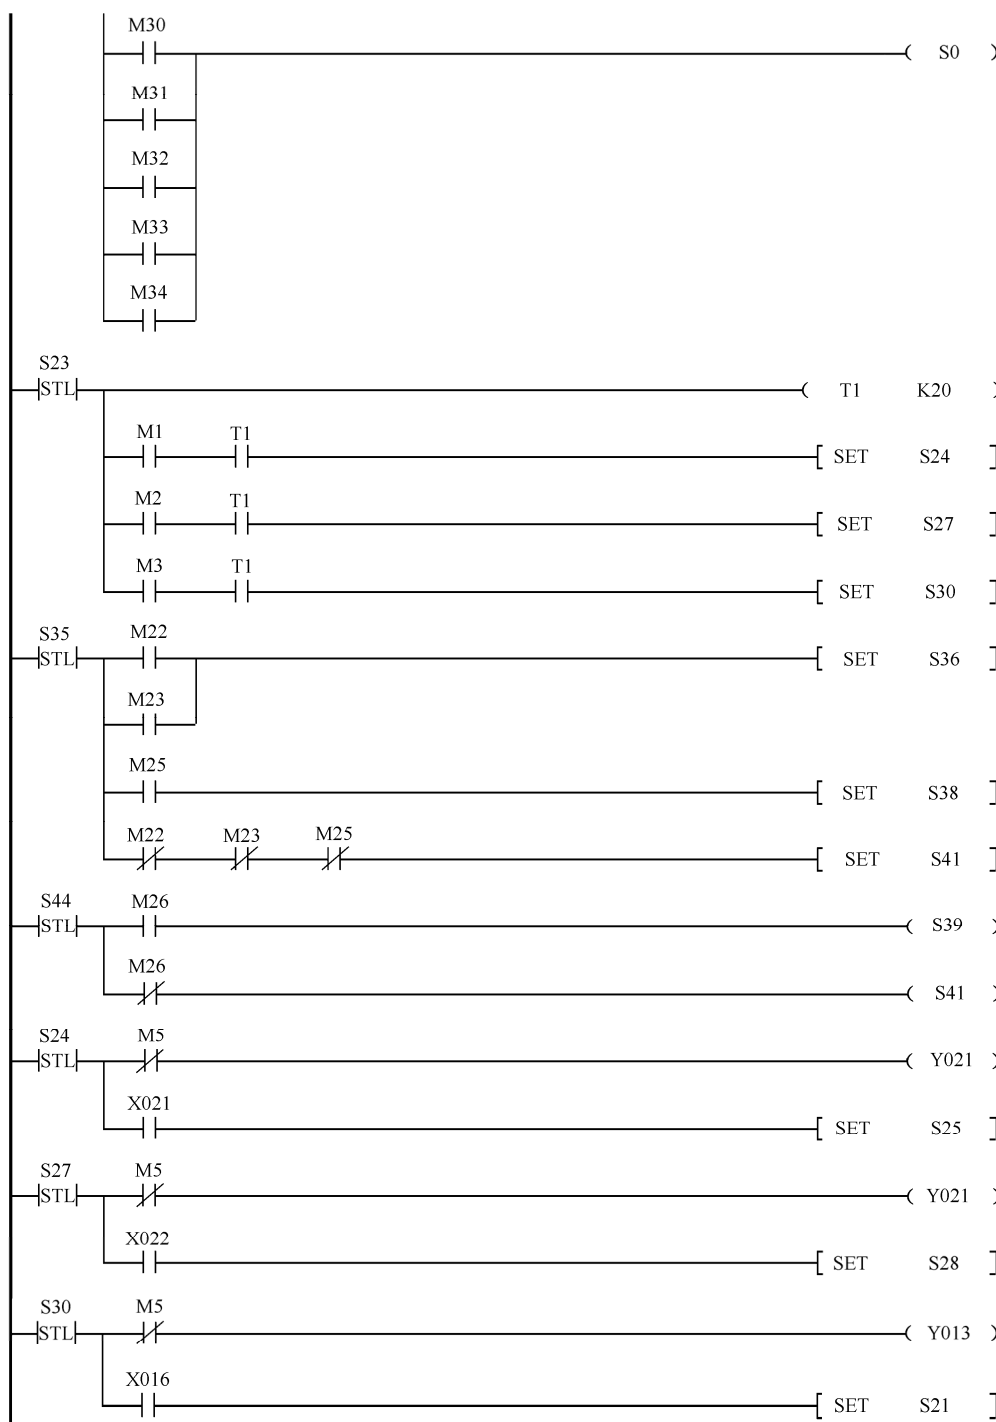 M30
S0
M31
M32
M33
M34
S23
STL
T1 K20
M1 T1
SET S24
M2 T1
SET S27
M3 T1
SET S30
S35 M22
STL
SET S36
M23
M25
SET S38
M22 M23 M25
SET S41
S44 M26
STL
S39
M26
S41
S24 M5
STL
Y021
X021
SET S25
S27 M5
STL
Y021
X022
SET S28
S30 M5
STL
Y013
X016
SET S21